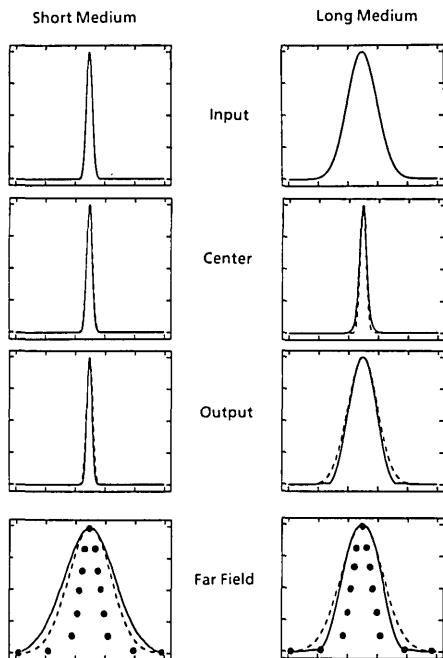 Short Medium
Long Medium
Input
Center
Output
Far Field